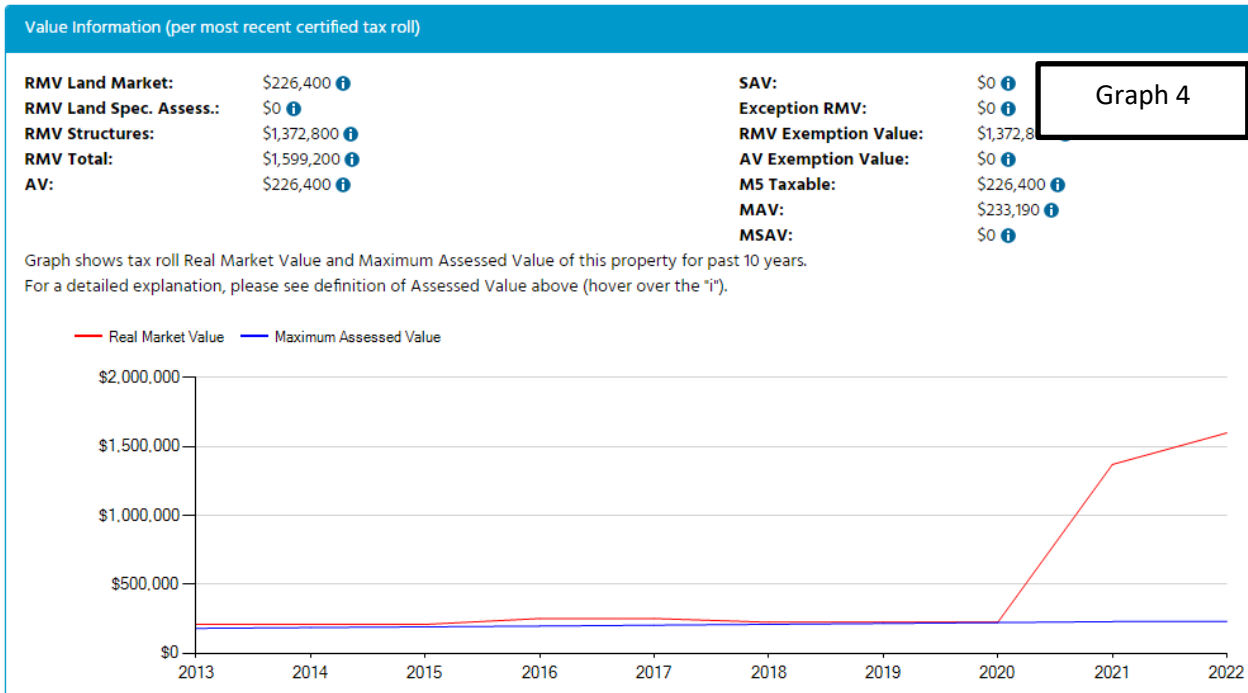 Value Information (per most recent certified tax roll)
Graph 4
RMV Land Market: $226,400
RMV Land Spec. Assess.: $0
RMV Structures: $1,372,800
RMV Total: $1,599,200
AV: $226,400
SAV: $0
Exception RMV: $0
RMV Exemption Value: $1,372,8
AV Exemption Value: $0
M5 Taxable: $226,400
MAV: $233,190
MSAV: $0
Graph shows tax roll Real Market Value and Maximum Assessed Value of this property for past 10 years.
For a detailed explanation, please see definition of Assessed Value above (hover over the "i").
Real Market Value Maximum Assessed Value
$2,000,000
$1,500,000
$1,000,000
$500,000
$0
2013 2014 2015 2016 2017 2018 2019 2020 2021 2022